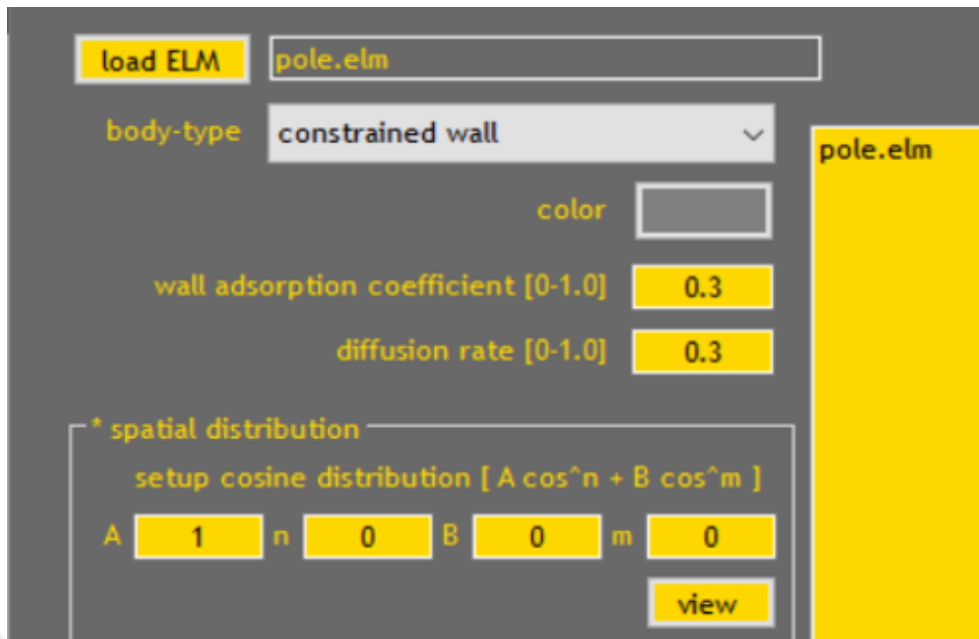 load ELM pole.elm
body-type constrained wall
pole.elm
color
wall adsorption coefficient [0-1.0] 0.3
diffusion rate [0-1.0] 0.3
* spatial distribution
setup cosine distribution [ A cos^n + B cos^m ]
A 1 n 0 B 0 m 0
view